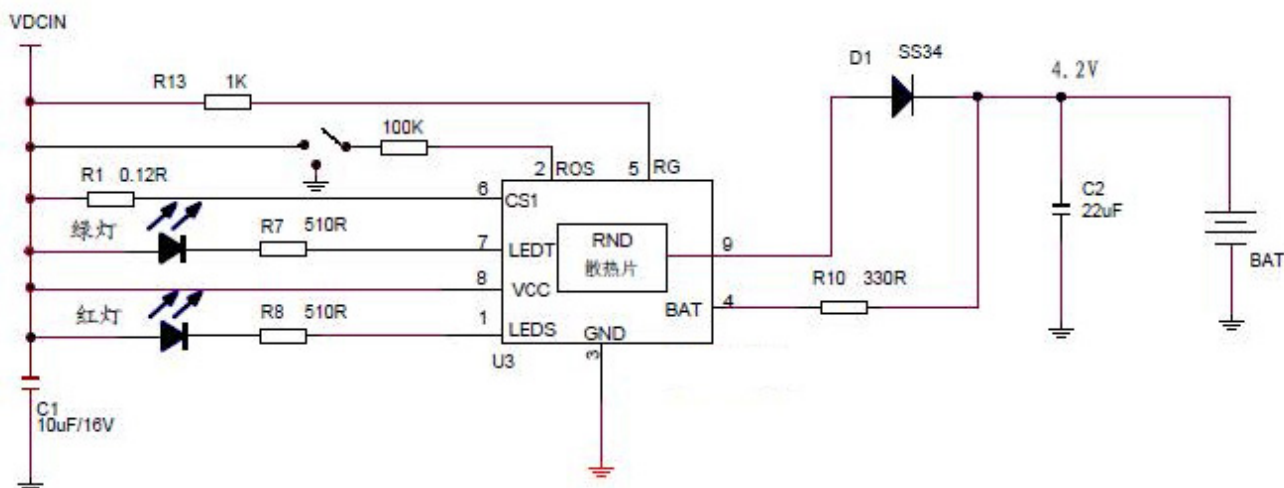 VDCIN
D1 SS34
4.2V
R13 1K
100K
2 ROS 5 RG
R1 0.12R 6 CS1
绿灯 R7 510R 7 LEDT
RND
散热片
9
8 VCC
红灯 R8 510R 1 LEDS
BAT 4 R10 330R
GND
3
U3
C2
22uF
BAT
C1
10uF/16V